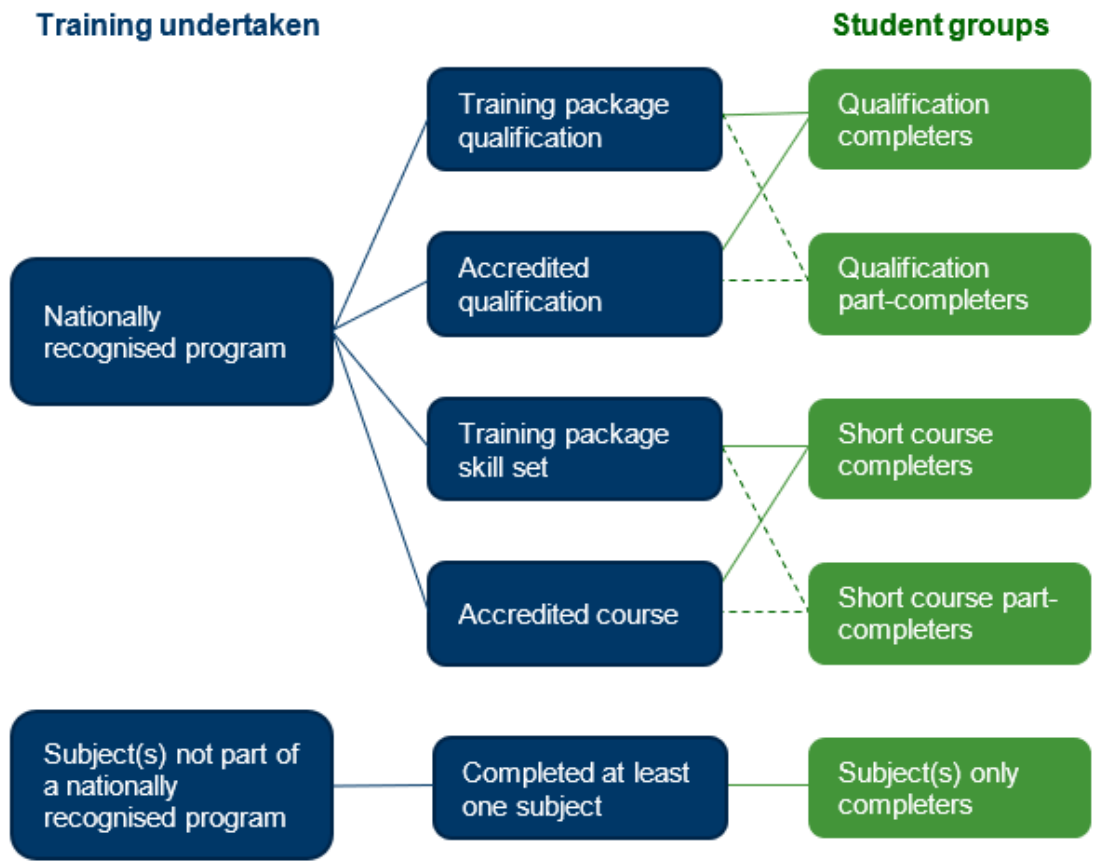 Training undertaken
Student groups
Training package
qualification
Qualification
completers
Nationally
recognised program
Accredited
qualification
Qualification
part-completers
Training package
skill set
Short course
completers
Accredited course
Short course part-
completers
Subject(s) not part of
a nationally
recognised program
Completed at least
one subject
Subject(s) only
completers